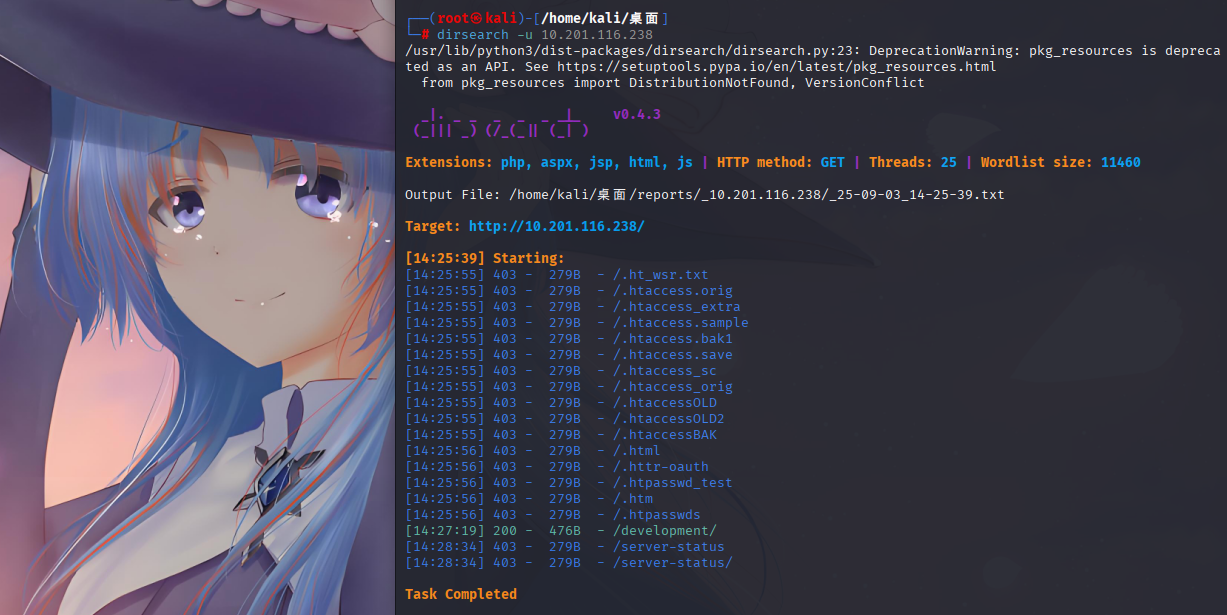 ┌──(root㉿kali)-[/home/kali/桌面]
└─# dirsearch -u 10.201.116.238
/usr/lib/python3/dist-packages/dirsearch/dirsearch.py:23: DeprecationWarning: pkg_resources is depreca
ted as an API. See https://setuptools.pypa.io/en/latest/pkg_resources.html
  from pkg_resources import DistributionNotFound, VersionConflict
  _|. _ _  _  _  _ _|_    v0.4.3
 (_||| _) (/_(_|| (_| )
Extensions: php, aspx, jsp, html, js | HTTP method: GET | Threads: 25 | Wordlist size: 11460
Output File: /home/kali/桌面/reports/_10.201.116.238/_25-09-03_14-25-39.txt
Target: http://10.201.116.238/
[14:25:39] Starting:
[14:25:55] 403 -  279B  - /.ht_wsr.txt
[14:25:55] 403 -  279B  - /.htaccess.orig
[14:25:55] 403 -  279B  - /.htaccess_extra
[14:25:55] 403 -  279B  - /.htaccess.sample
[14:25:55] 403 -  279B  - /.htaccess.bak1
[14:25:55] 403 -  279B  - /.htaccess.save
[14:25:55] 403 -  279B  - /.htaccess_sc
[14:25:55] 403 -  279B  - /.htaccess_orig
[14:25:55] 403 -  279B  - /.htaccessOLD
[14:25:55] 403 -  279B  - /.htaccessOLD2
[14:25:55] 403 -  279B  - /.htaccessBAK
[14:25:56] 403 -  279B  - /.html
[14:25:56] 403 -  279B  - /.httr-oauth
[14:25:56] 403 -  279B  - /.htpasswd_test
[14:25:56] 403 -  279B  - /.htm
[14:25:56] 403 -  279B  - /.htpasswds
[14:27:19] 200 -  476B  - /development/
[14:28:34] 403 -  279B  - /server-status
[14:28:34] 403 -  279B  - /server-status/
Task Completed